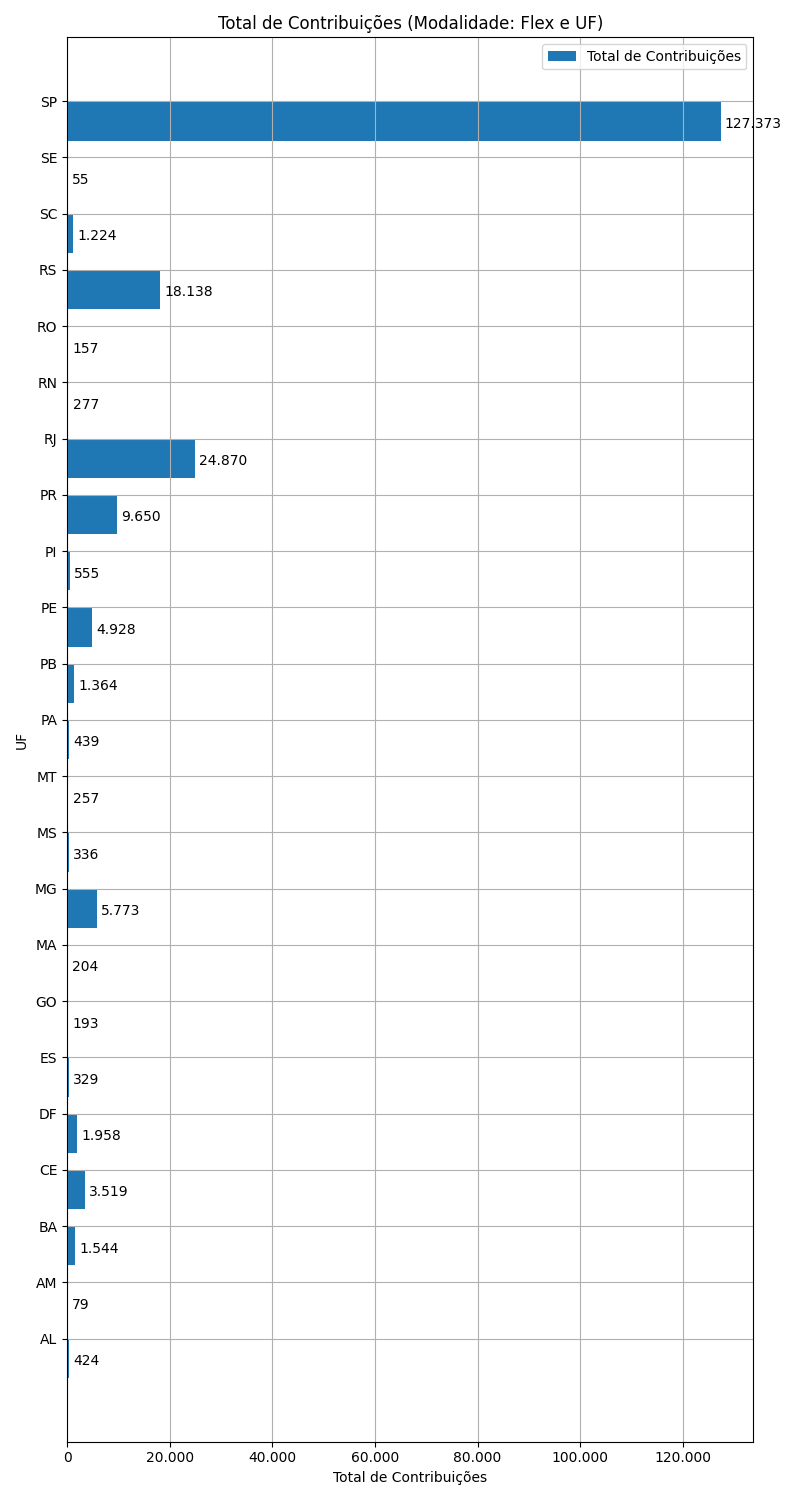 Total de Contribuições (Modalidade: Flex e UF)
Total de Contribuições
SP
127.373
SE
55
SC
1.224
RS
18.138
RO
157
RN
277
RJ
24.870
PR
9.650
PI
555
PE
4.928
PB
1.364
PA
439
MT
257
MS
336
MG
5.773
MA
204
GO
193
ES
329
DF
1.958
CE
3.519
BA
1.544
AM
79
AL
424
UF
0 20.000 40.000 60.000 80.000 100.000 120.000
Total de Contribuições